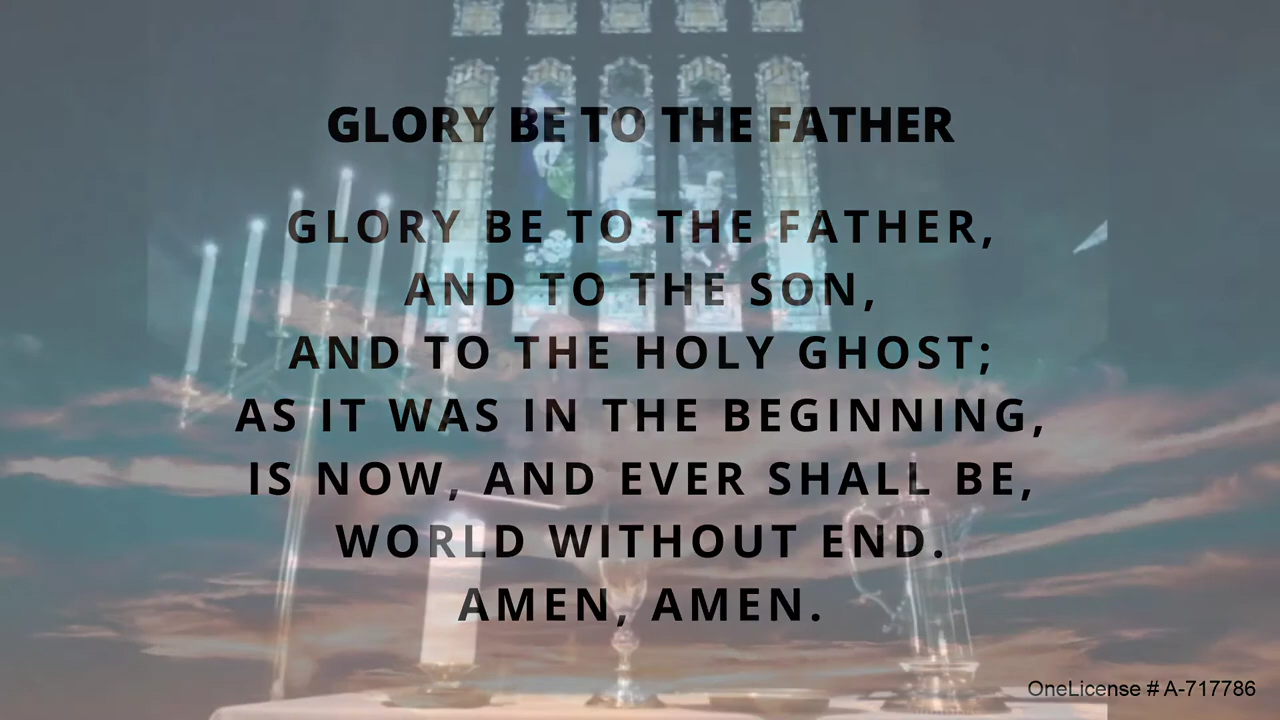 GLORY BE TO THE FATHER
GLORY BE TO THE FATHER,
AND TO THE SON,
AND TO THE HOLY GHOST;
AS IT WAS IN THE BEGINNING,
IS NOW, AND EVER SHALL BE,
WORLD WITHOUT END.
AMEN, AMEN.
OneLicense # A-717786